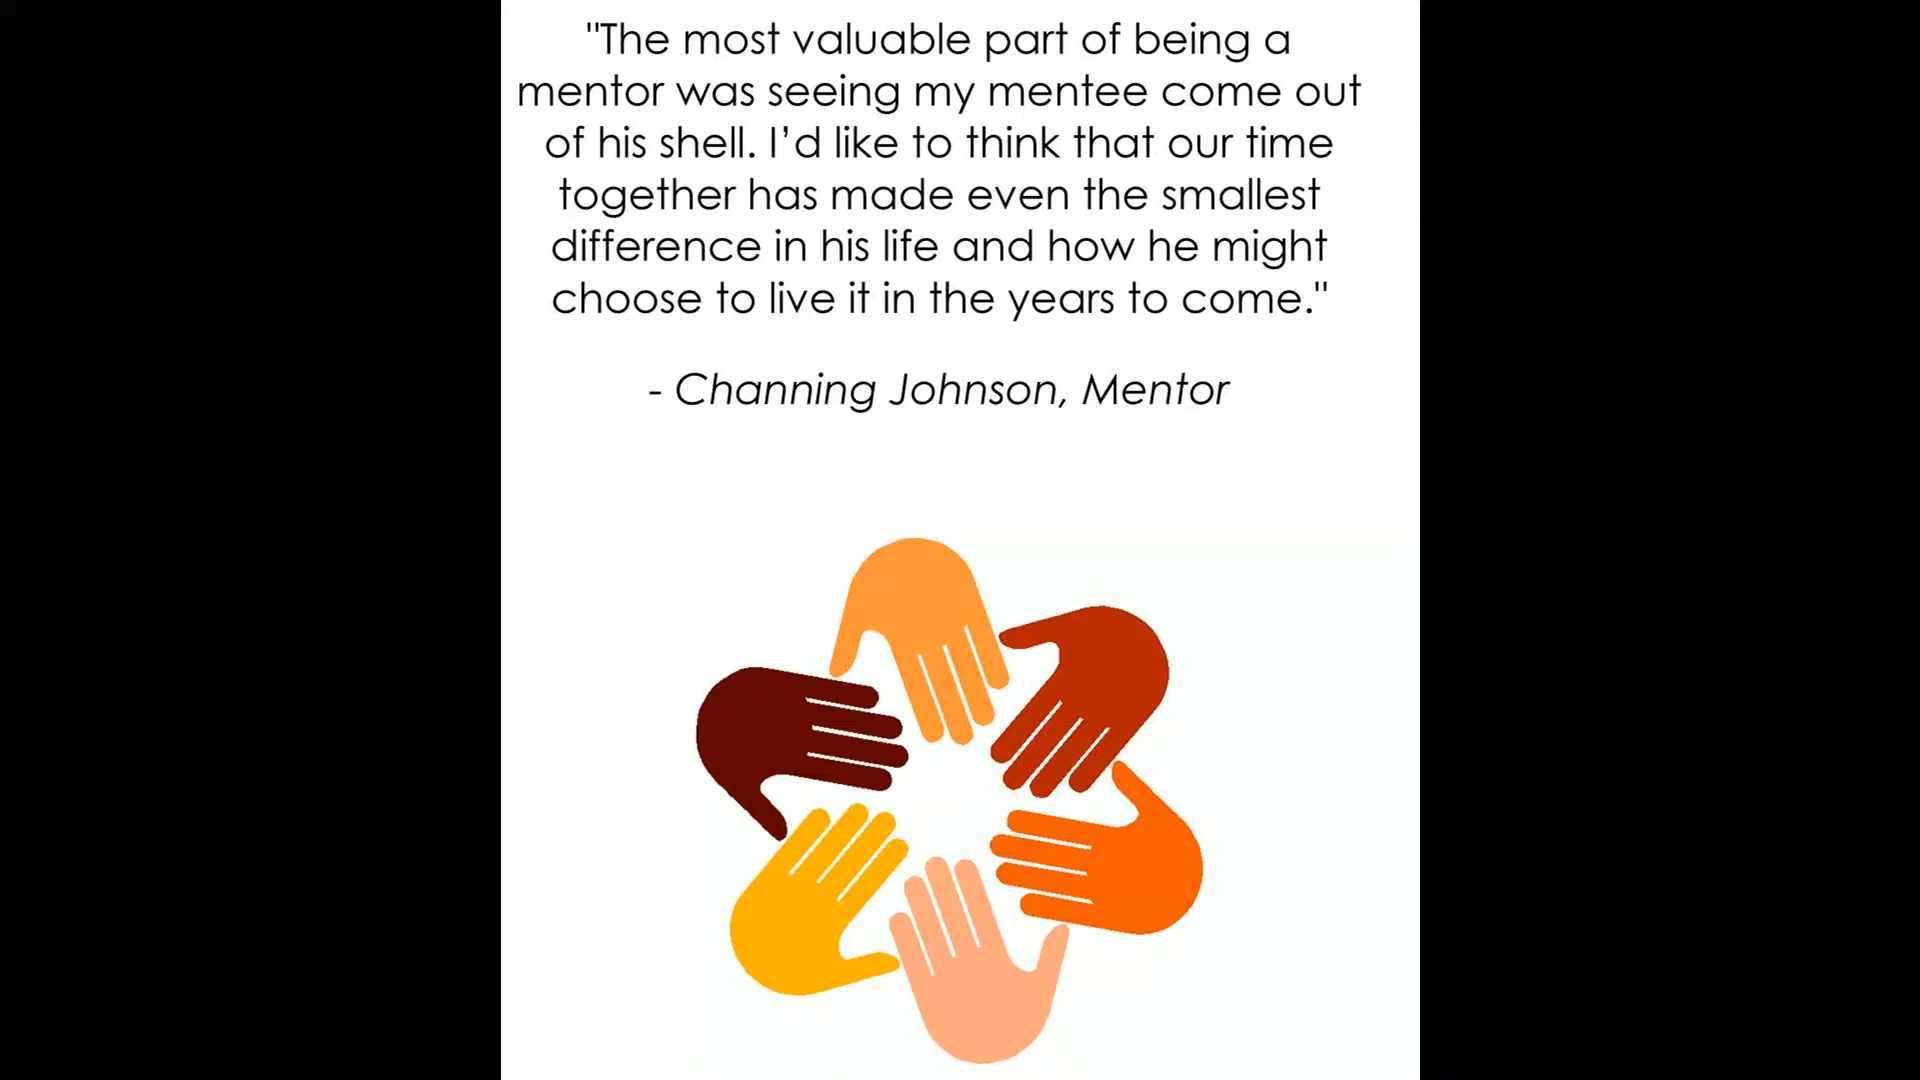 "The most valuable part of being a
mentor was seeing my mentee come out
of his shell. I’d like to think that our time
together has made even the smallest
difference in his life and how he might
choose to live it in the years to come."
- Channing Johnson, Mentor